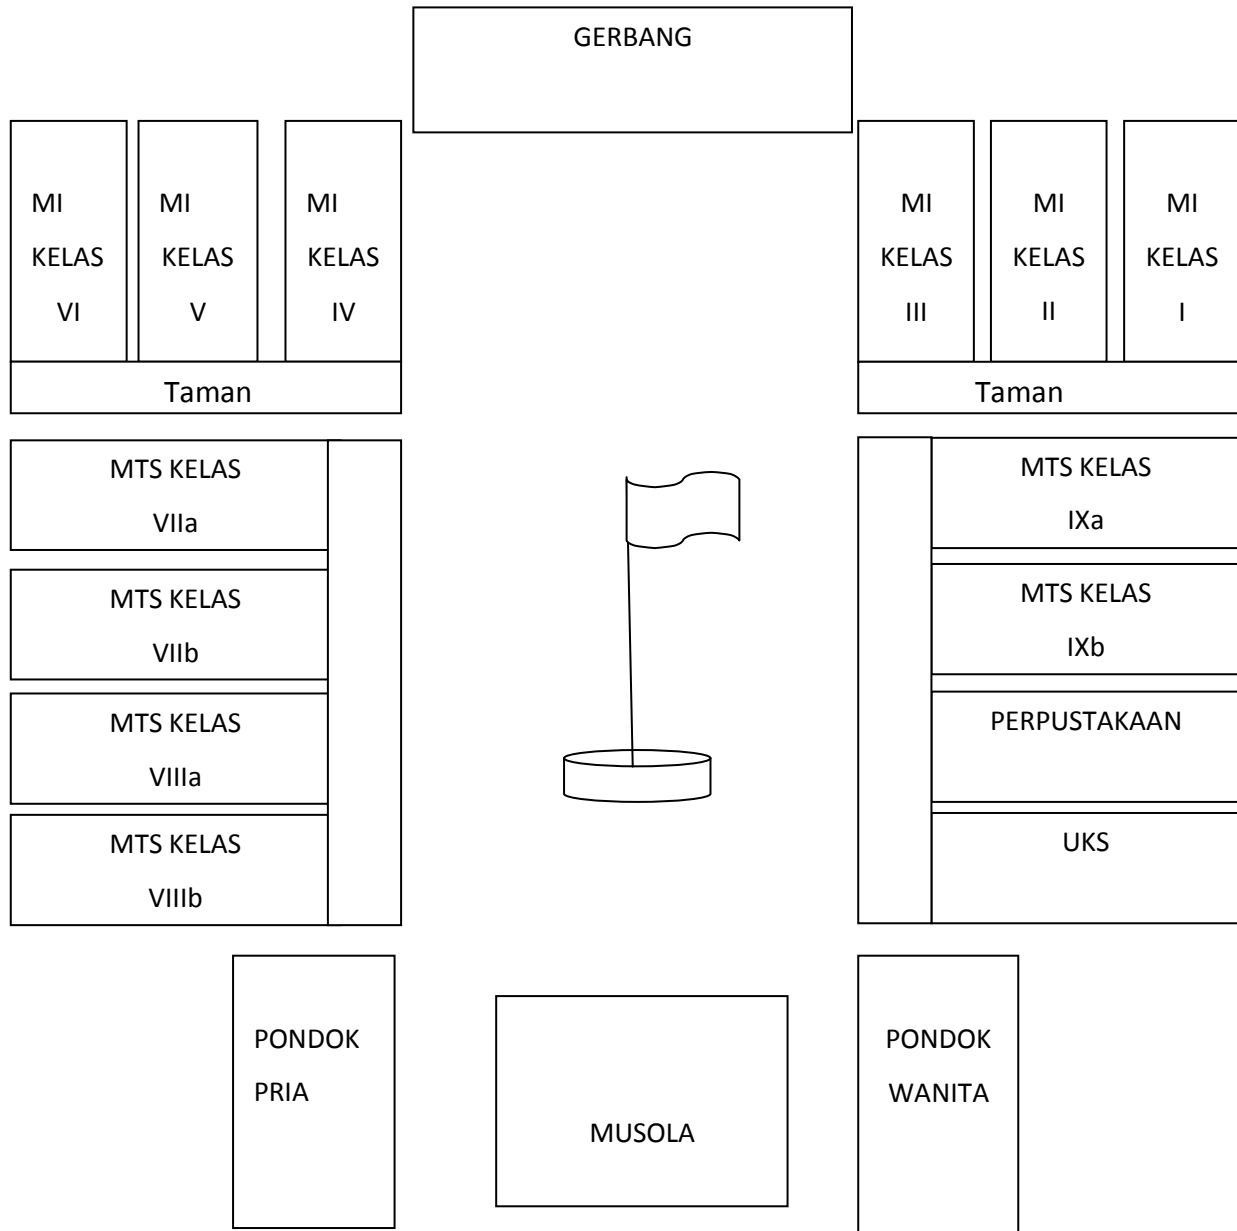 GERBANG
MI
KELAS
VI
MI
KELAS
V
MI
KELAS
IV
MI
KELAS
III
MI
KELAS
II
MI
KELAS
I
Taman
Taman
MTS KELAS
VIIa
MTS KELAS
VIIb
MTS KELAS
VIIIa
MTS KELAS
VIIIb
MTS KELAS
IXa
MTS KELAS
IXb
PERPUSTAKAAN
UKS
PONDOK
PRIA
MUSOLA
PONDOK
WANITA